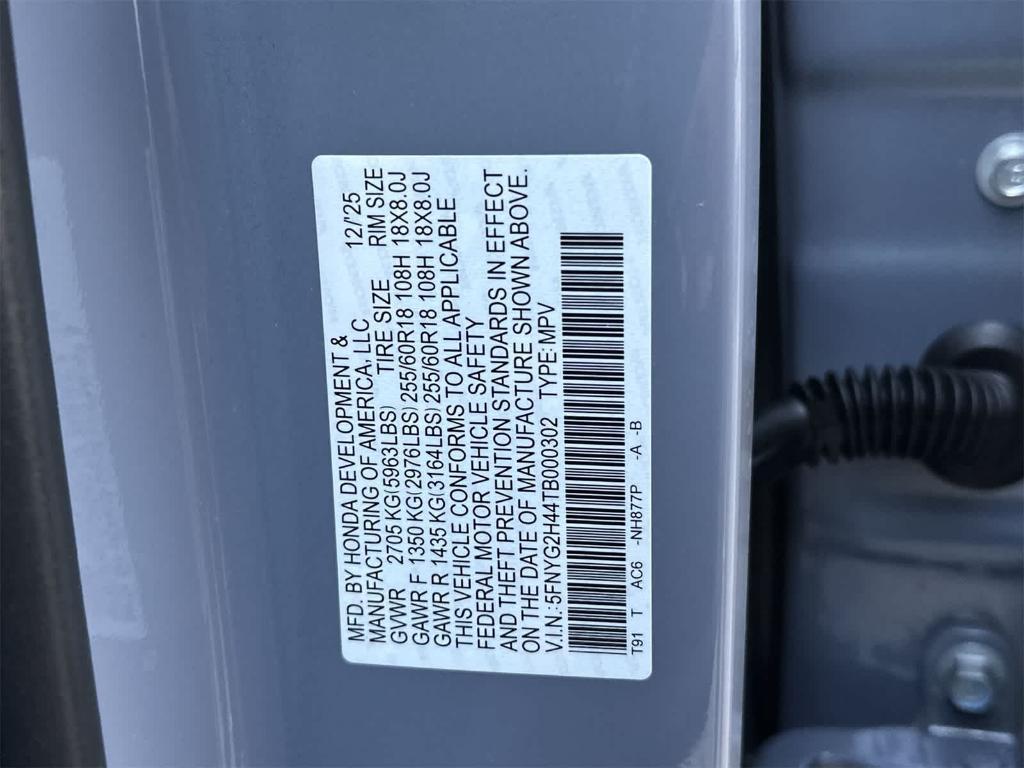 MFD. BY HONDA DEVELOPMENT &
MANUFACTURING OF AMERICA, LLC 12/'25
GVWR 2705 KG(5963LBS) TIRE SIZE RIM SIZE
GAWR F 1350 KG(2976LBS) 255/60R18 108H 18X8.0J
GAWR R 1435 KG(3164LBS) 255/60R18 108H 18X8.0J
THIS VEHICLE CONFORMS TO ALL APPLICABLE
FEDERAL MOTOR VEHICLE SAFETY
AND THEFT PREVENTION STANDARDS IN EFFECT
ON THE DATE OF MANUFACTURE SHOWN ABOVE.
V.I.N.:5FNYG2H44TB000302 TYPE:MPV
T91 T AC6 -NH877P -A -B